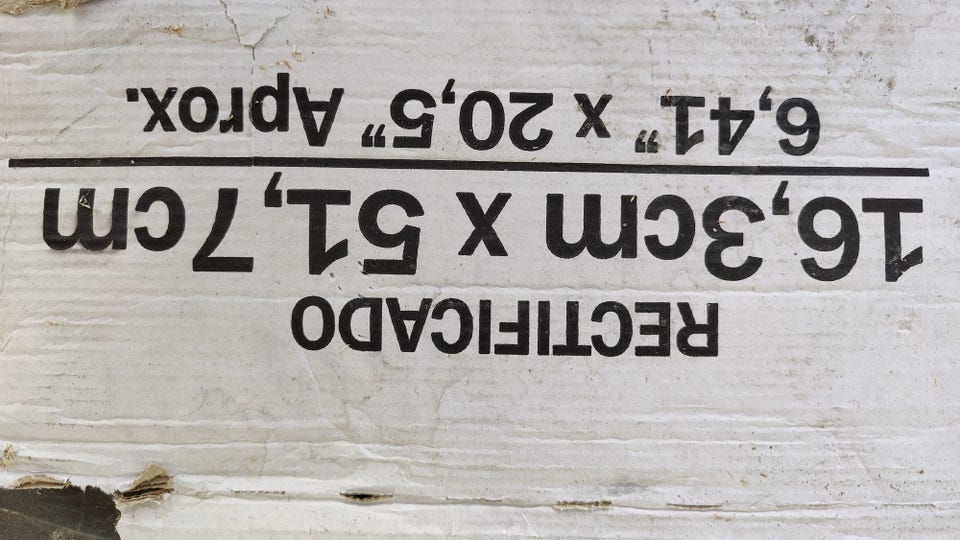 RECTIFICADO
16,3cm x 51,7cm
6,41" x 20,5" Aprox.